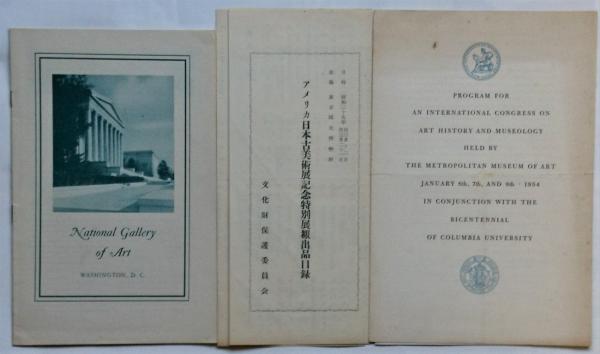 National Gallery
of Art
WASHINGTON, D. C.
アメリカ日本古美術展記念特別展観出品目録
文化財保護委員会
PROGRAM FOR
AN INTERNATIONAL CONGRESS ON
ART HISTORY AND MUSEOLOGY
HELD BY
THE METROPOLITAN MUSEUM OF ART
JANUARY 6th, 7th, AND 8th · 1954
IN CONJUNCTION WITH THE
BICENTENNIAL
OF COLUMBIA UNIVERSITY